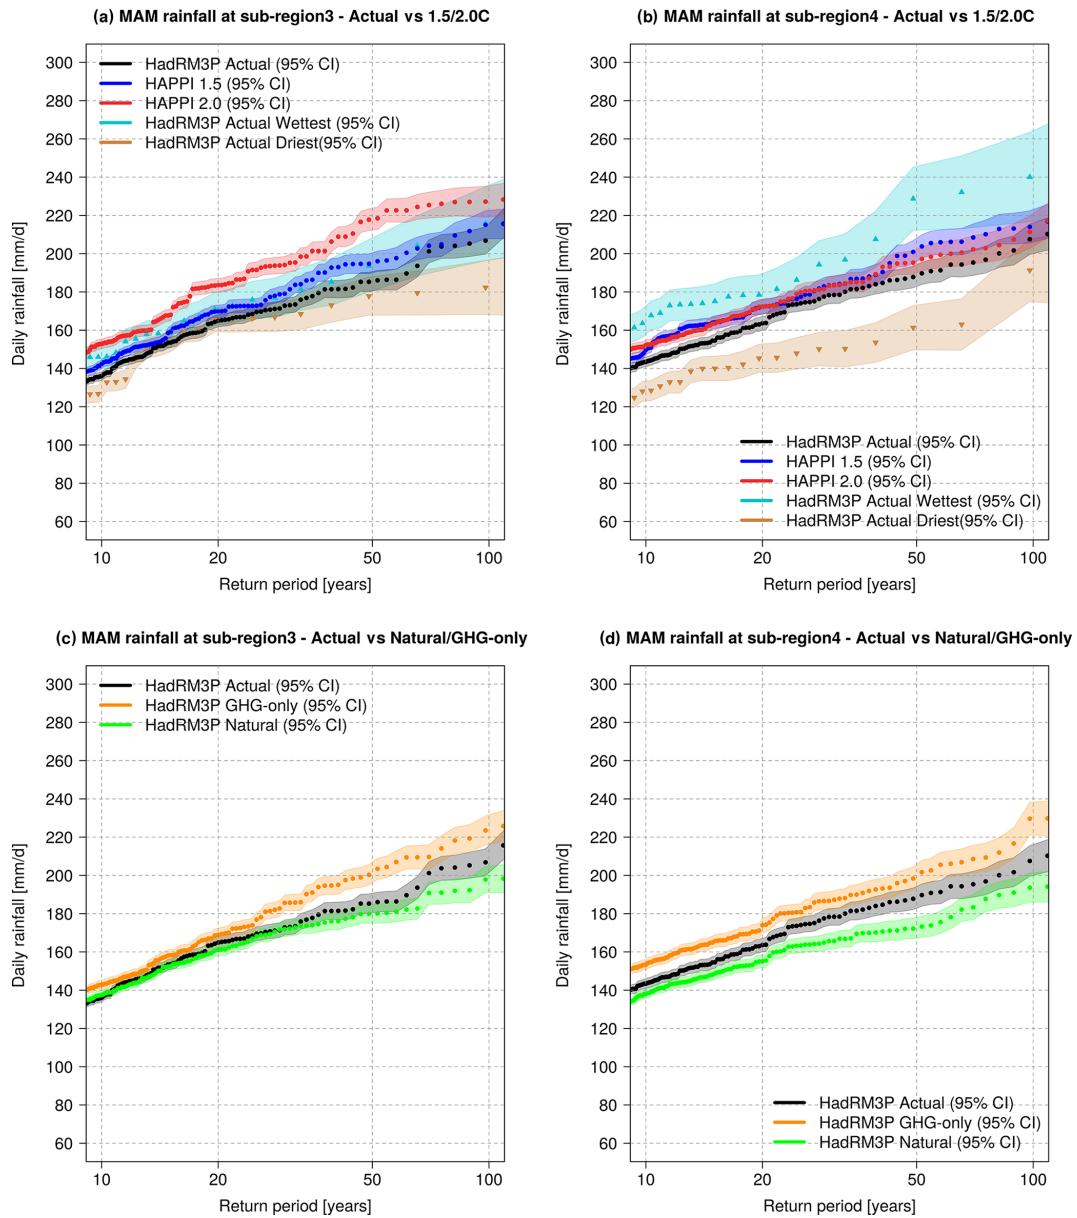 (a) MAM rainfall at sub-region3 - Actual vs 1.5/2.0C
300
280
260
240
220
200
180
160
140
120
100
80
60
Daily rainfall [mm/d]
HadRM3P Actual (95% CI)
HAPPI 1.5 (95% CI)
HAPPI 2.0 (95% CI)
HadRM3P Actual Wettest (95% CI)
HadRM3P Actual Driest(95% CI)
10 20 50 100
Return period [years]
(b) MAM rainfall at sub-region4 - Actual vs 1.5/2.0C
300
280
260
240
220
200
180
160
140
120
100
80
60
Daily rainfall [mm/d]
HadRM3P Actual (95% CI)
HAPPI 1.5 (95% CI)
HAPPI 2.0 (95% CI)
HadRM3P Actual Wettest (95% CI)
HadRM3P Actual Driest(95% CI)
10 20 50 100
Return period [years]
(c) MAM rainfall at sub-region3 - Actual vs Natural/GHG-only
300
280
260
240
220
200
180
160
140
120
100
80
60
Daily rainfall [mm/d]
HadRM3P Actual (95% CI)
HadRM3P GHG-only (95% CI)
HadRM3P Natural (95% CI)
10 20 50 100
Return period [years]
(d) MAM rainfall at sub-region4 - Actual vs Natural/GHG-only
300
280
260
240
220
200
180
160
140
120
100
80
60
Daily rainfall [mm/d]
HadRM3P Actual (95% CI)
HadRM3P GHG-only (95% CI)
HadRM3P Natural (95% CI)
10 20 50 100
Return period [years]